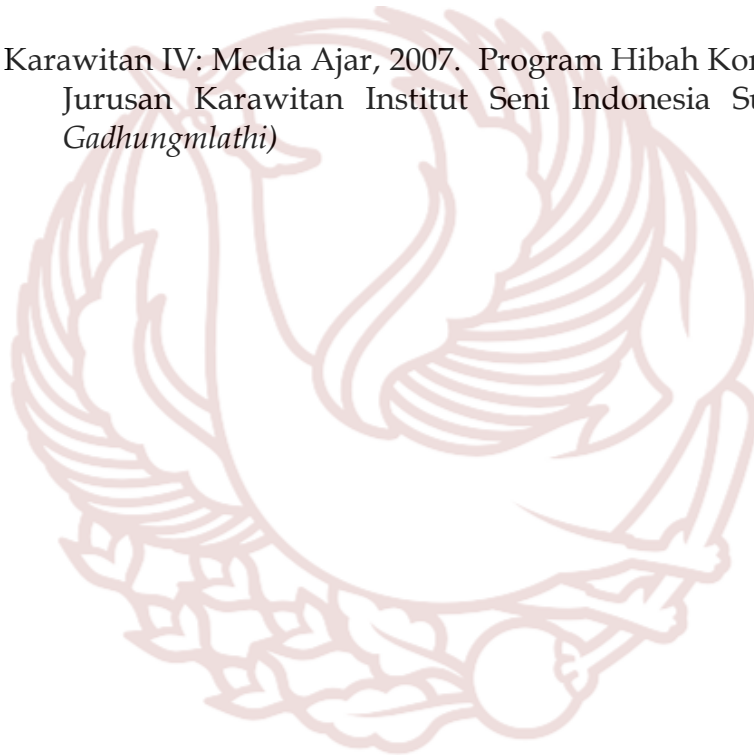 Karawitan IV: Media Ajar, 2007. Program Hibah Ko
Jurusan Karawitan Institut Seni Indonesia S
Gadhungmlathi)